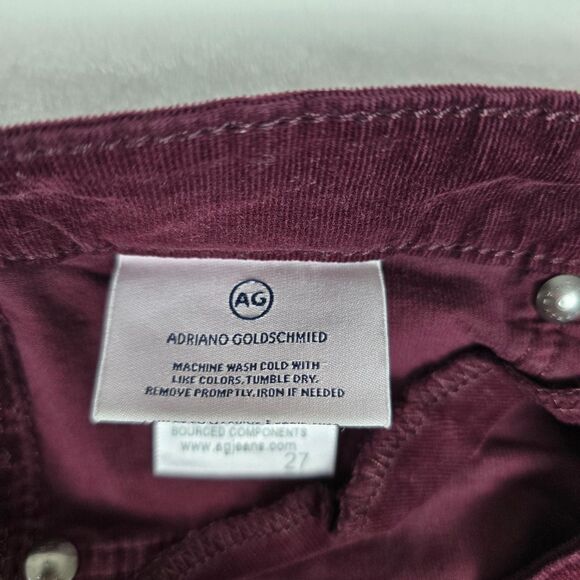 AG
ADRIANO GOLDSCHMIED
MACHINE WASH COLD WITH
LIKE COLORS, TUMBLE DRY.
REMOVE PROMPTLY, IRON IF NEEDED
SOURCED COMPONENTS
www.agjeans.com
27